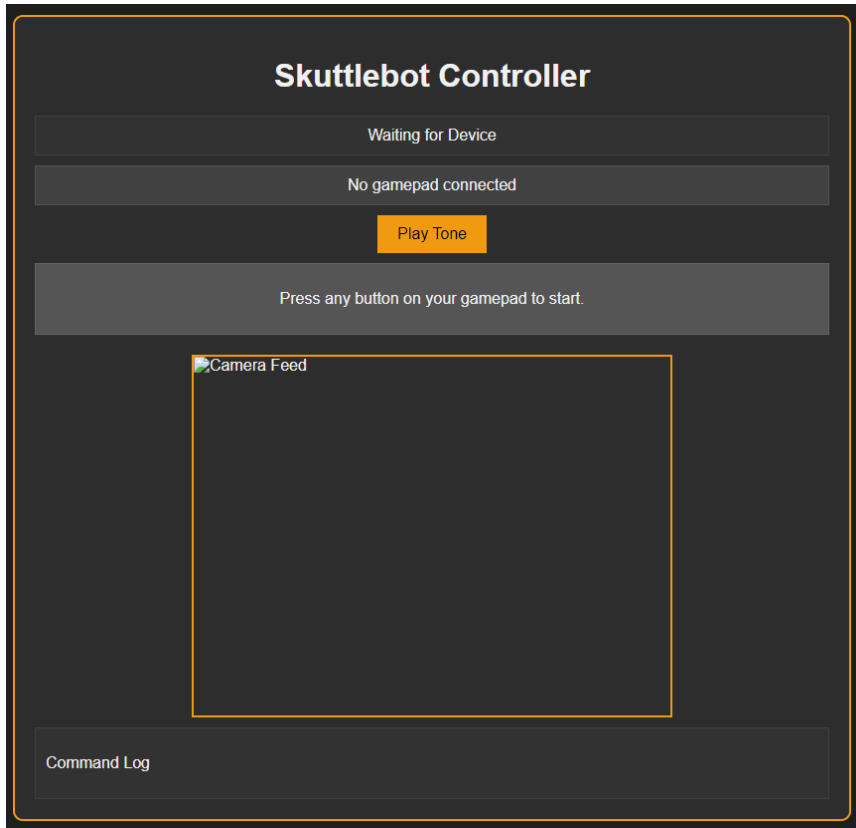 Skuttlebot Controller
Waiting for Device
No gamepad connected
Play Tone
Press any button on your gamepad to start.
Camera Feed
Command Log